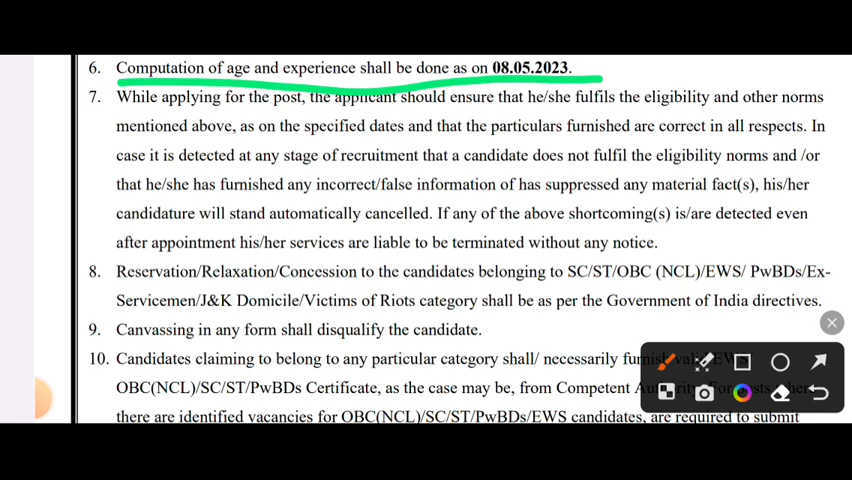 6. Computation of age and experience shall be done as on 08.05.2023.
7. While applying for the post, the applicant should ensure that he/she fulfils the eligibility and other norms
mentioned above, as on the specified dates and that the particulars furnished are correct in all respects. In
case it is detected at any stage of recruitment that a candidate does not fulfil the eligibility norms and /or
that he/she has furnished any incorrect/false information of has suppressed any material fact(s), his/her
candidature will stand automatically cancelled. If any of the above shortcoming(s) is/are detected even
after appointment his/her services are liable to be terminated without any notice.
8. Reservation/Relaxation/Concession to the candidates belonging to SC/ST/OBC (NCL)/EWS/ PwBDs/Ex-
Servicemen/J&K Domicile/Victims of Riots category shall be as per the Government of India directives.
9. Canvassing in any form shall disqualify the candidate.
10. Candidates claiming to belong to any particular category shall/ necessarily furnish valid EWS/
OBC(NCL)/SC/ST/PwBDs Certificate, as the case may be, from Competent Authority. For posts where
there are identified vacancies for OBC(NCL)/SC/ST/PwBDs/EWS candidates, are required to submit